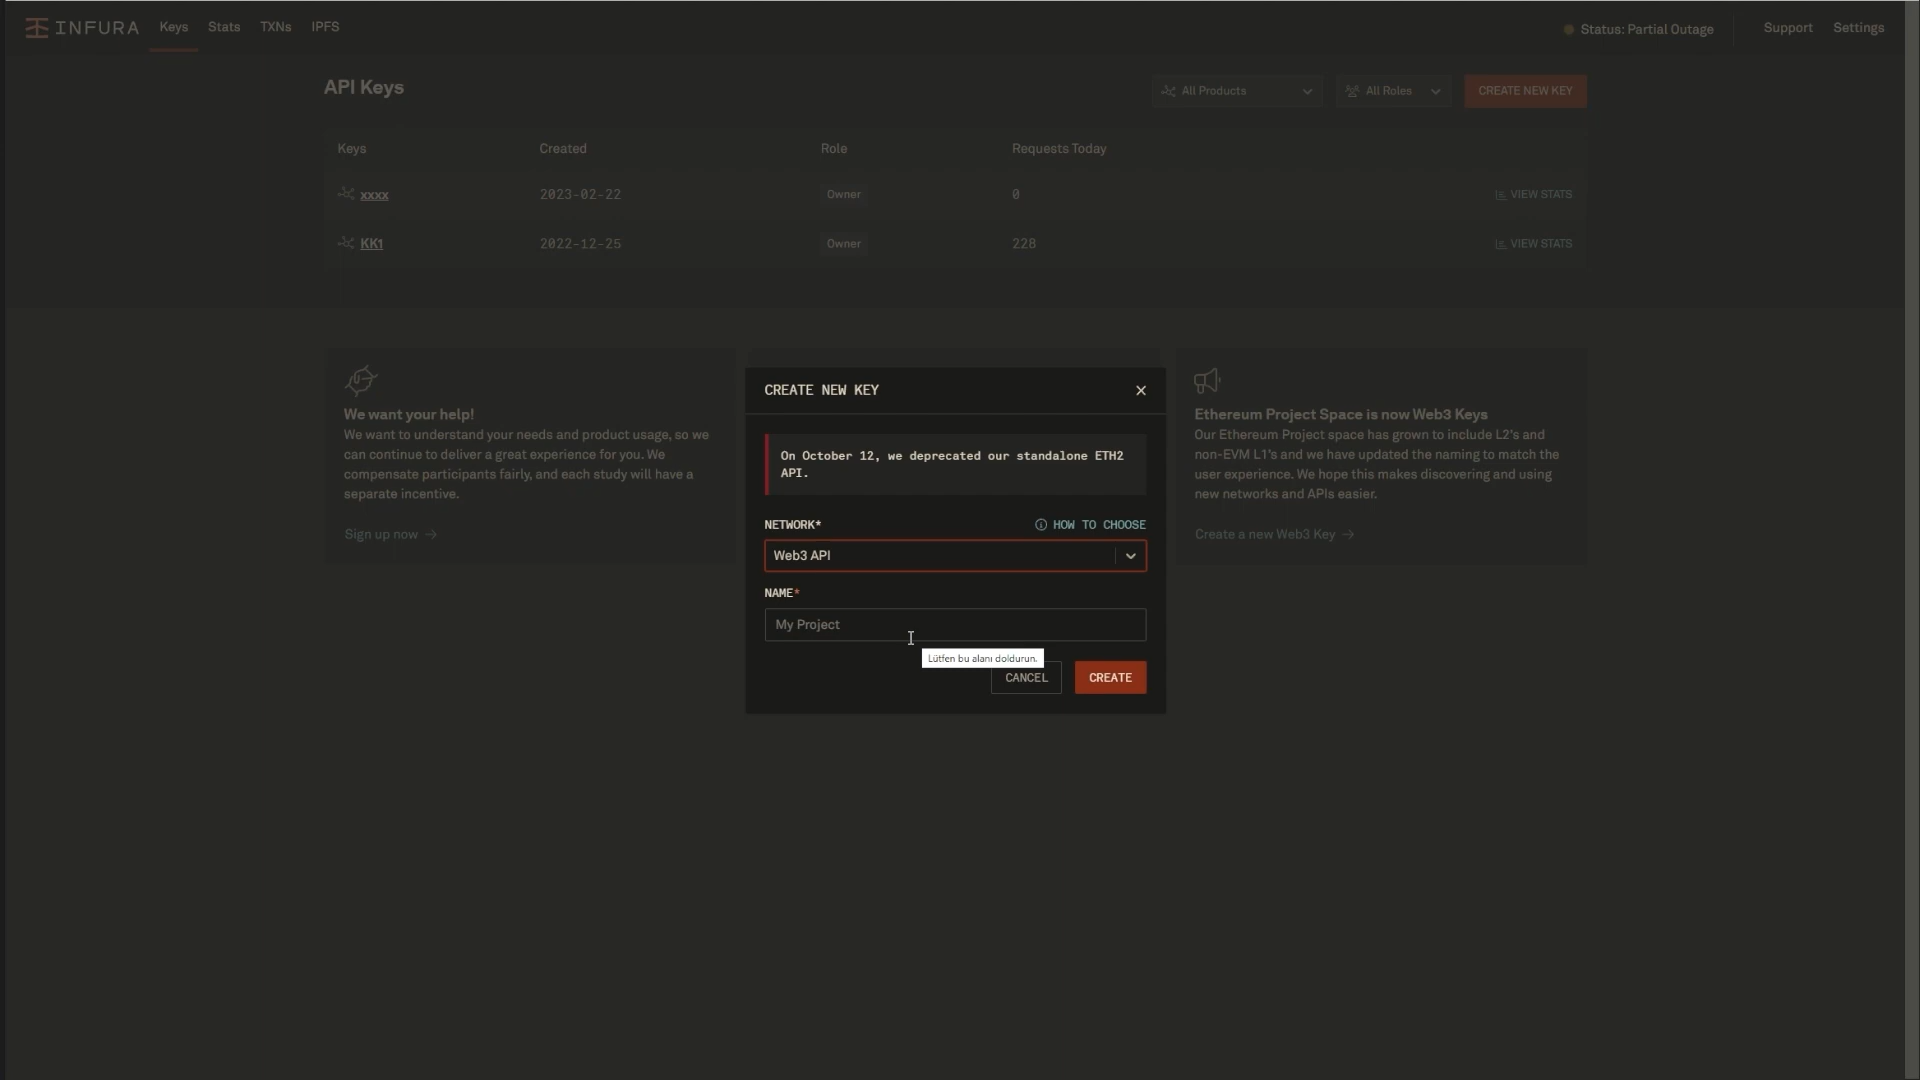 INFURA Keys Stats TXNs IPFS Status: Partial Outage Support Settings
API Keys All Products All Roles CREATE NEW KEY
Keys Created Role Requests Today
xxxx 2023-02-22 Owner 0 VIEW STATS
KK1 2022-12-25 Owner 228 VIEW STATS
We want your help!
We want to understand your needs and product usage, so we
can continue to deliver a great experience for you. We
compensate participants fairly, and each study will have a
separate incentive.
Sign up now →
CREATE NEW KEY
On October 12, we deprecated our standalone ETH2
API.
NETWORK* HOW TO CHOOSE
Web3 API
NAME*
My Project
Lütfen bu alanı doldurun.
CANCEL CREATE
Ethereum Project Space is now Web3 Keys
Our Ethereum Project space has grown to include L2's and
non-EVM L1's and we have updated the naming to match the
user experience. We hope this makes discovering and using
new networks and APIs easier.
Create a new Web3 Key →